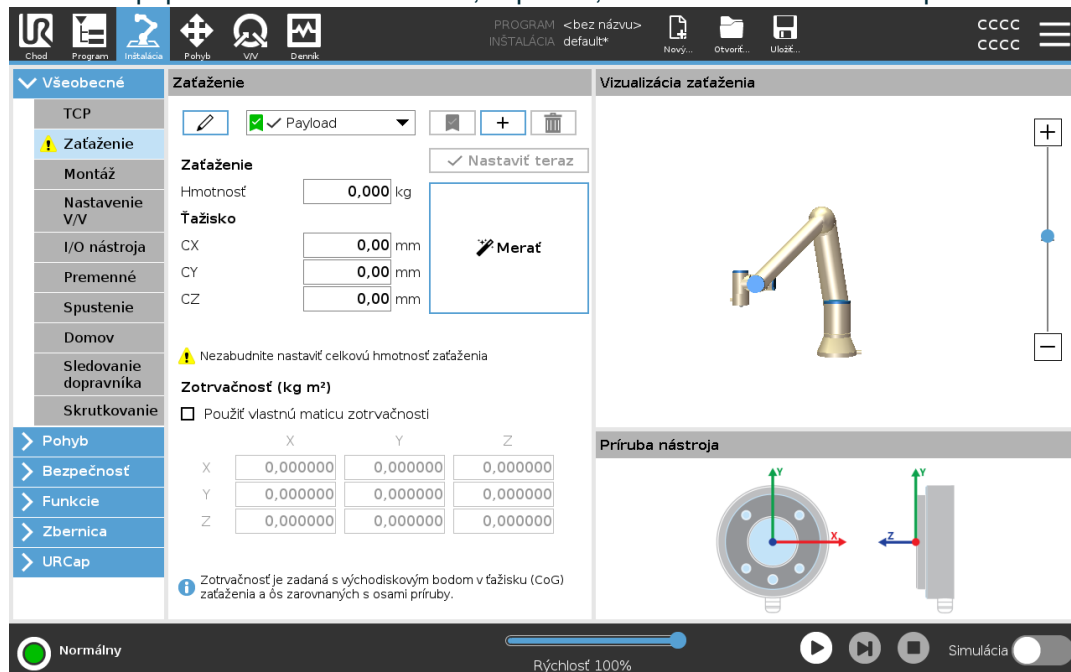 PROGRAM <bez názvu>
INŠTALÁCIA default*
Chod
Program
Inštalácia
Pohyb
V/V
Denník
Nový...
Otvoriť...
Uložiť...
cccc
cccc
Všeobecné
TCP
Zaťaženie
Montáž
Nastavenie
V/V
I/O nástroja
Premenné
Spustenie
Domov
Sledovanie
dopravníka
Skrutkovanie
Pohyb
Bezpečnosť
Funkcie
Zbernica
URCap
Zaťaženie
Payload
Nastaviť teraz
Zaťaženie
Hmotnosť 0,000 kg
Ťažisko
CX 0,00 mm
CY 0,00 mm
CZ 0,00 mm
Merať
Nezabudnite nastaviť celkovú hmotnosť zaťaženia
Zotrvačnosť (kg m²)
Použiť vlastnú maticu zotrvačnosti
X Y Z
X 0,000000 0,000000 0,000000
Y 0,000000 0,000000 0,000000
Z 0,000000 0,000000 0,000000
Zotrvačnosť je zadaná s východiskovým bodom v ťažisku (CoG)
zaťaženia a ôs zarovnaných s osami príruby.
Vizualizácia zaťaženia
Príruba nástroja
Y
X
Y
Z
Normálny
Rýchlosť 100%
Simulácia